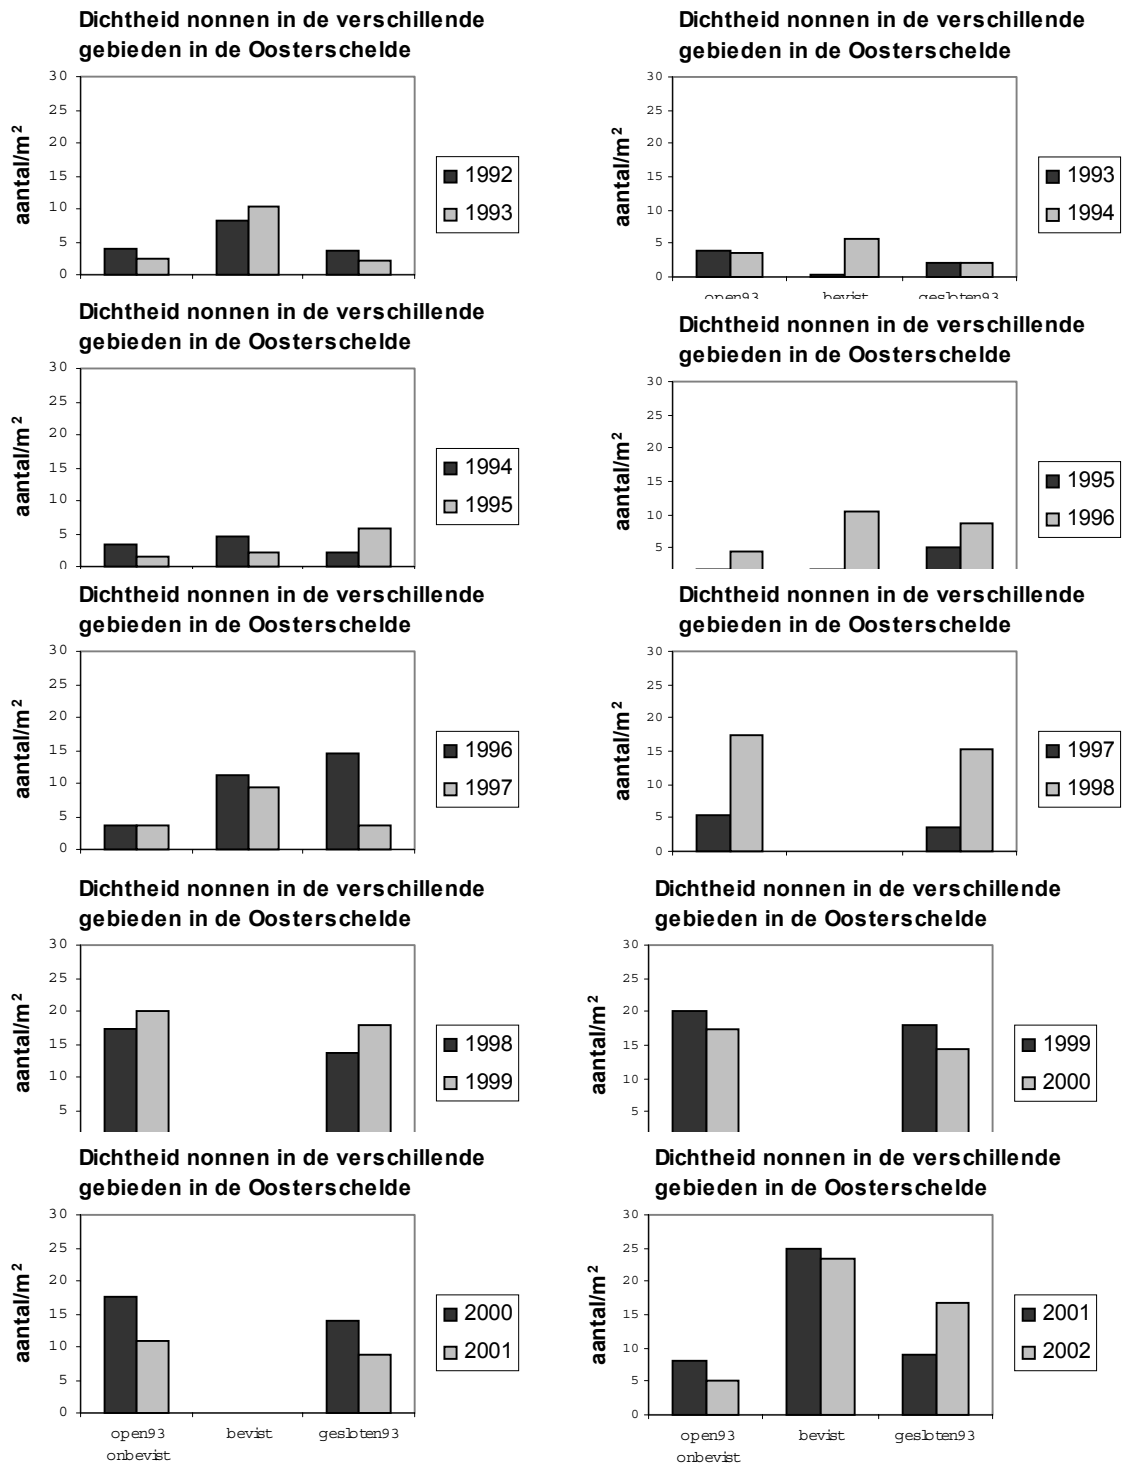 Dichtheid nonnen in de verschillende
gebieden in de Oosterschelde
aantal/m²
30
25
20
15
10
5
0
1992
1993
Dichtheid nonnen in de verschillende
gebieden in de Oosterschelde
aantal/m²
30
25
20
15
10
5
0
open93 bevist gesloten93
1993
1994
Dichtheid nonnen in de verschillende
gebieden in de Oosterschelde
aantal/m²
30
25
20
15
10
5
0
1994
1995
Dichtheid nonnen in de verschillende
gebieden in de Oosterschelde
aantal/m²
30
25
20
15
10
5
1995
1996
Dichtheid nonnen in de verschillende
gebieden in de Oosterschelde
aantal/m²
30
25
20
15
10
5
0
1996
1997
Dichtheid nonnen in de verschillende
gebieden in de Oosterschelde
aantal/m²
30
25
20
15
10
5
0
1997
1998
Dichtheid nonnen in de verschillende
gebieden in de Oosterschelde
aantal/m²
30
25
20
15
10
5
1998
1999
Dichtheid nonnen in de verschillende
gebieden in de Oosterschelde
aantal/m²
30
25
20
15
10
5
1999
2000
Dichtheid nonnen in de verschillende
gebieden in de Oosterschelde
aantal/m²
30
25
20
15
10
5
0
open93 bevist gesloten93
onbevist
2000
2001
Dichtheid nonnen in de verschillende
gebieden in de Oosterschelde
aantal/m²
30
25
20
15
10
5
0
open93 bevist gesloten93
onbevist
2001
2002